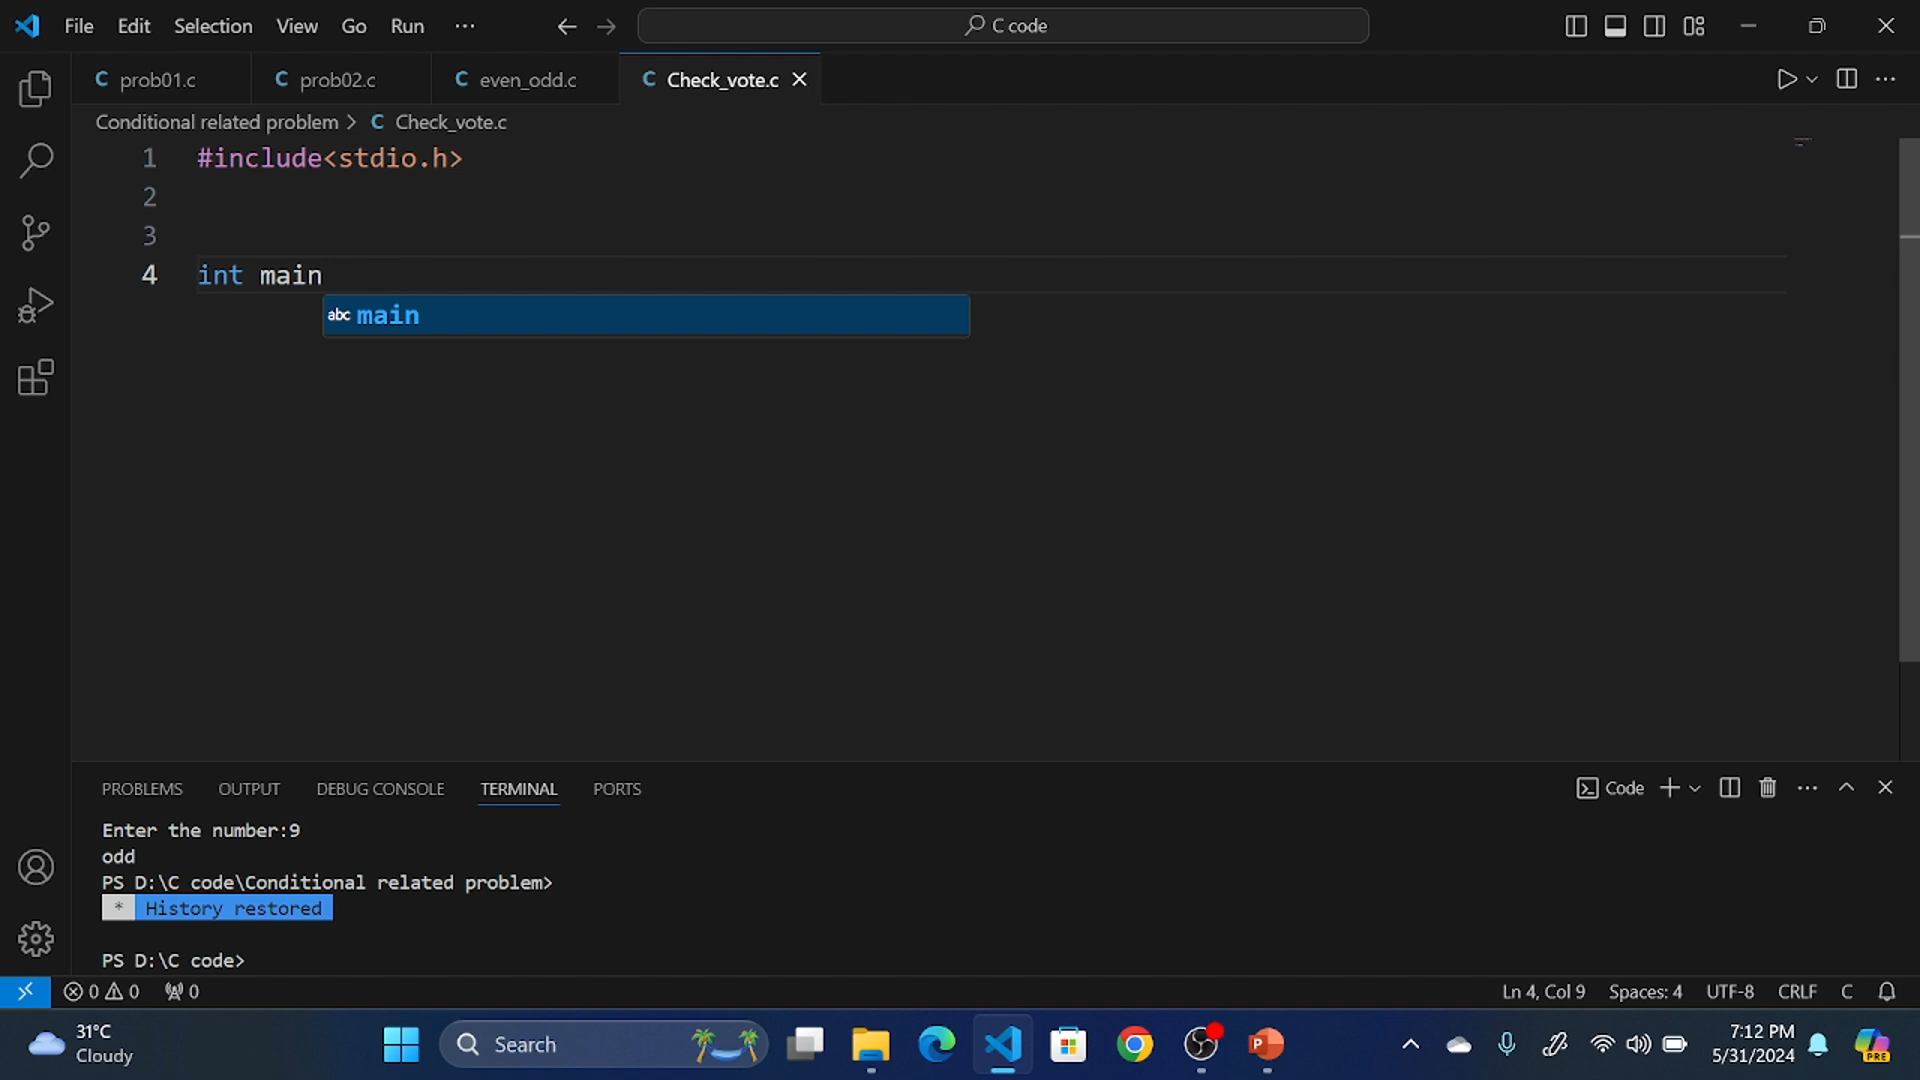 File Edit Selection View Go Run ··· C code
prob01.c prob02.c even_odd.c Check_vote.c
Conditional related problem > C Check_vote.c
1 #include<stdio.h>
2
3
4 int main
abc main
PROBLEMS OUTPUT DEBUG CONSOLE TERMINAL PORTS Code
Enter the number:9
odd
PS D:\C code\Conditional related problem>
* History restored
PS D:\C code>
0 0 0 Ln 4, Col 9 Spaces: 4 UTF-8 CRLF C
31°C
Cloudy
Search
7:12 PM
5/31/2024
PRE